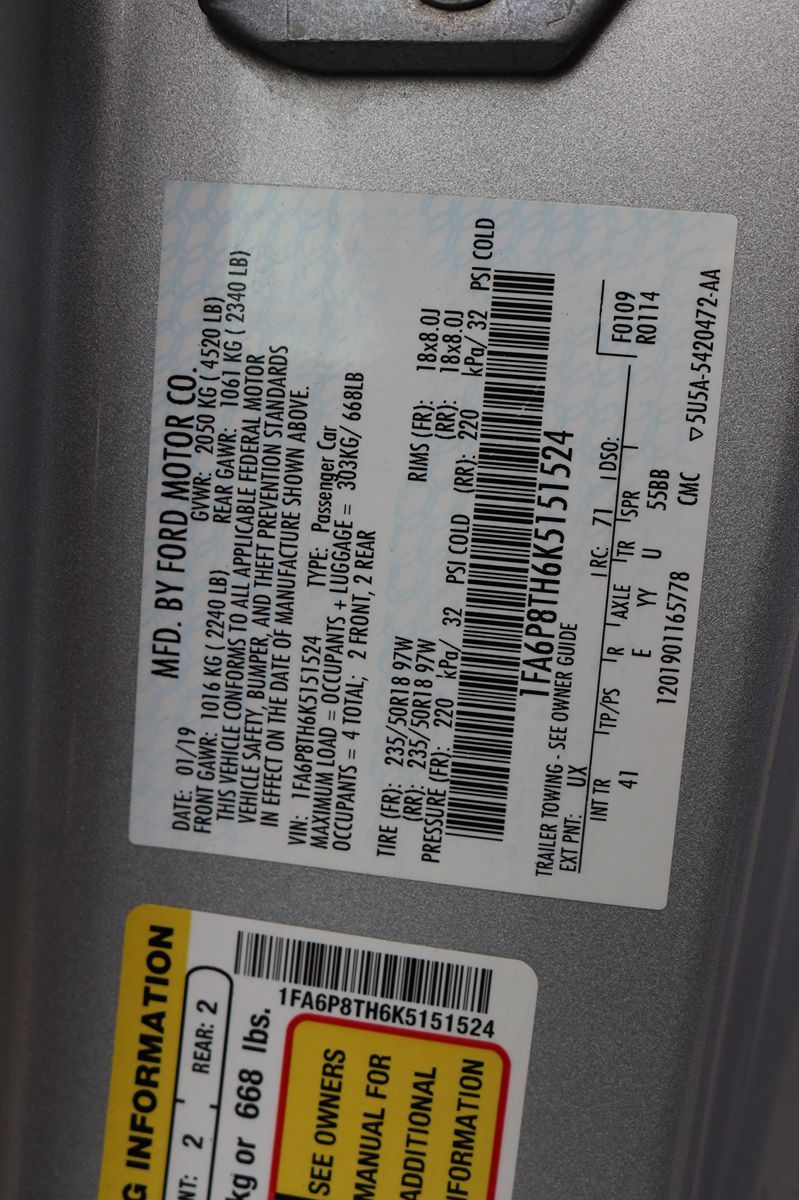 MFD. BY FORD MOTOR CO.
DATE: 01/19 GVWR: 2050 KG ( 4520 LB)
FRONT GAWR: 1016 KG ( 2240 LB) REAR GAWR: 1061 KG ( 2340 LB)
THIS VEHICLE CONFORMS TO ALL APPLICABLE FEDERAL MOTOR
VEHICLE SAFETY, BUMPER, AND THEFT PREVENTION STANDARDS
IN EFFECT ON THE DATE OF MANUFACTURE SHOWN ABOVE.
VIN: 1FA6P8TH6K5151524 TYPE: Passenger Car
MAXIMUM LOAD = OCCUPANTS + LUGGAGE = 303KG/ 668LB
OCCUPANTS = 4 TOTAL; 2 FRONT, 2 REAR
TIRE (FR): 235/50R18 97W RIMS (FR): 18x8.0J
(RR): 235/50R18 97W (RR): 18x8.0J
PRESSURE (FR): 220 kPa/ 32 PSI COLD (RR): 220 kPa/ 32 PSI COLD
1FA6P8TH6K5151524
TRAILER TOWING - SEE OWNER GUIDE
EXT PNT: UX RC: 71 DSO:
INT TR TP/PS R AXLE TR SPR F0109
41 E YY U 55BB R0114
1201901165778 CMC 5U5A-5420472-AA
INFORMATION
2 REAR: 2
kg or 668 lbs.
1FA6P8TH6K5151524
SEE OWNERS
MANUAL FOR
ADDITIONAL